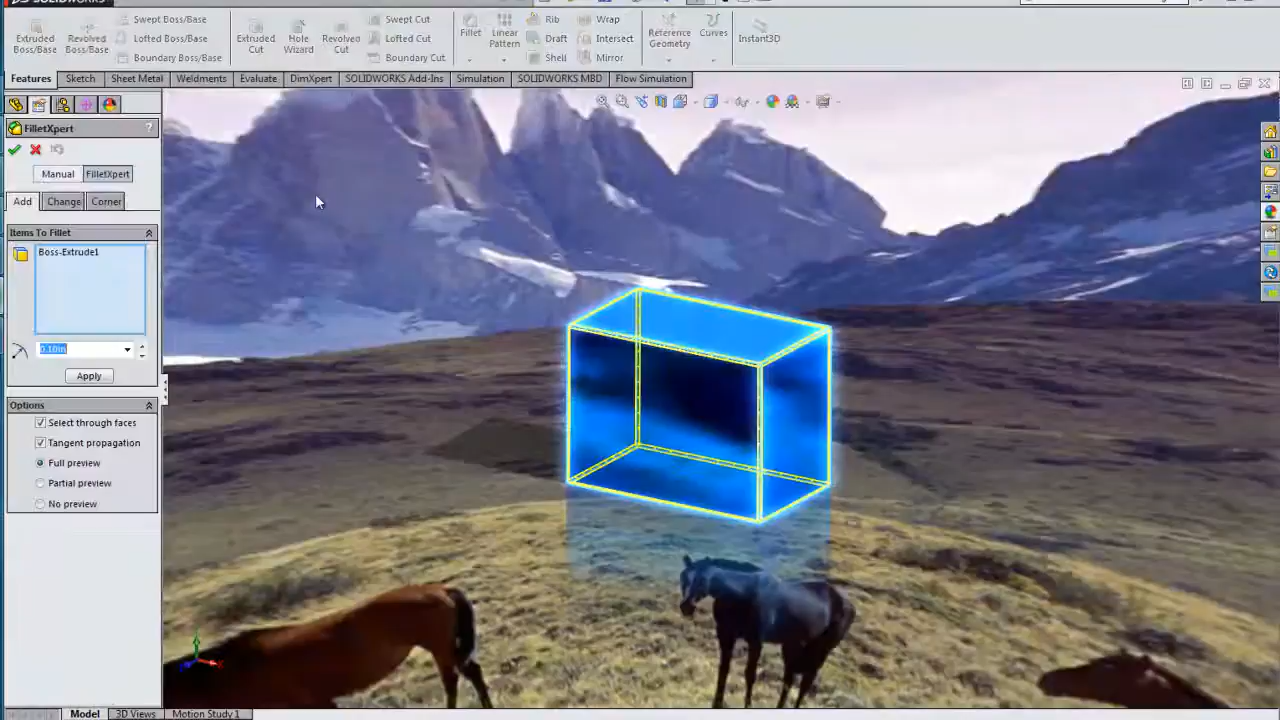 SOLIDWORKS
Extruded Boss/Base
Revolved Boss/Base
Swept Boss/Base
Lofted Boss/Base
Boundary Boss/Base
Extruded Cut
Hole Wizard
Revolved Cut
Swept Cut
Lofted Cut
Boundary Cut
Fillet
Linear Pattern
Rib
Draft
Shell
Wrap
Intersect
Mirror
Reference Geometry
Curves
Instant3D
Features Sketch Sheet Metal Weldments Evaluate DimXpert SOLIDWORKS Add-Ins Simulation SOLIDWORKS MBD Flow Simulation
FilletXpert ?
Manual FilletXpert
Add Change Corner
Items To Fillet
Boss-Extrude1
0.10in
Apply
Options
Select through faces
Tangent propagation
Full preview
Partial preview
No preview
Model 3D Views Motion Study 1